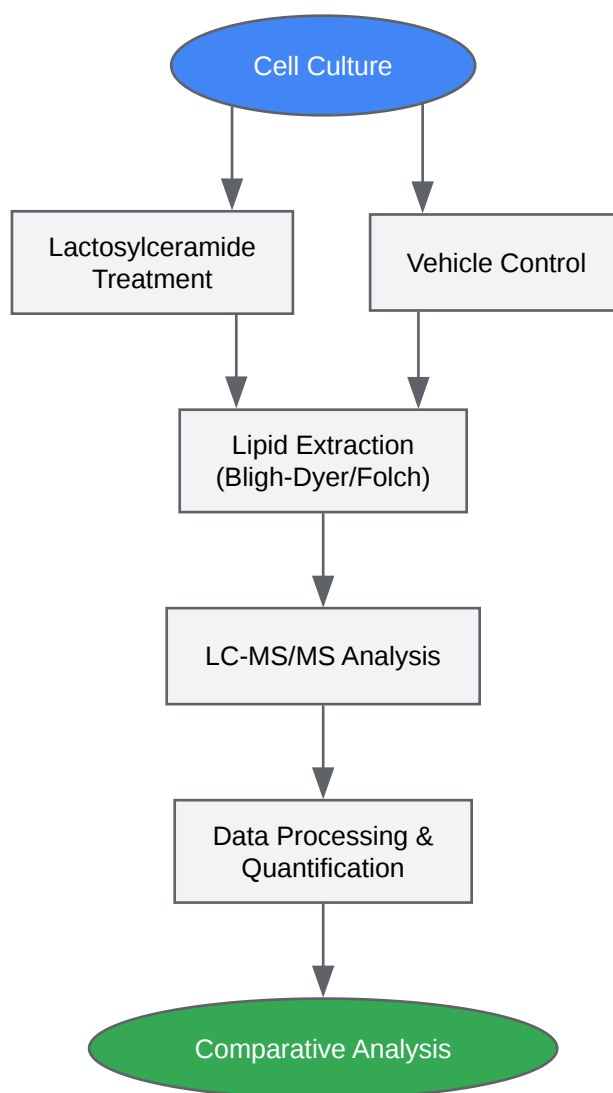 Cell Culture
Lactosylceramide
Treatment
Vehicle Control
Lipid Extraction
(Bligh-Dyer/Folch)
LC-MS/MS Analysis
Data Processing &
Quantification
Comparative Analysis